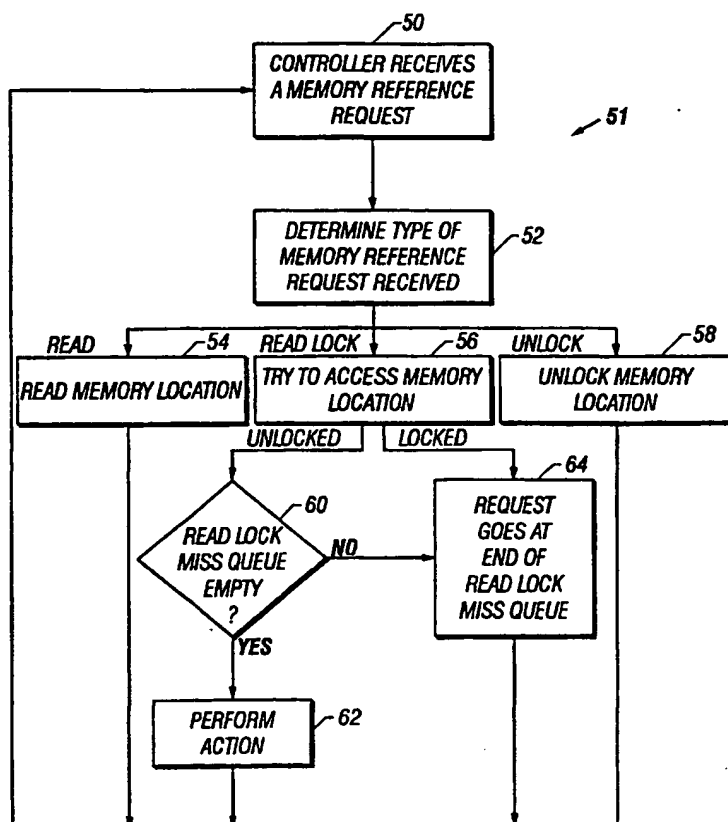 50
CONTROLLER RECEIVES
A MEMORY REFERENCE
REQUEST
51
DETERMINE TYPE OF
MEMORY REFERENCE
REQUEST RECEIVED
52
READ
54
READ LOCK
56
UNLOCK
58
READ MEMORY LOCATION
TRY TO ACCESS MEMORY
LOCATION
UNLOCK MEMORY
LOCATION
UNLOCKED
LOCKED
60
READ LOCK
MISS QUEUE
EMPTY
?
NO
64
REQUEST
GOES AT
END OF
READ LOCK
MISS QUEUE
YES
PERFORM
ACTION
62